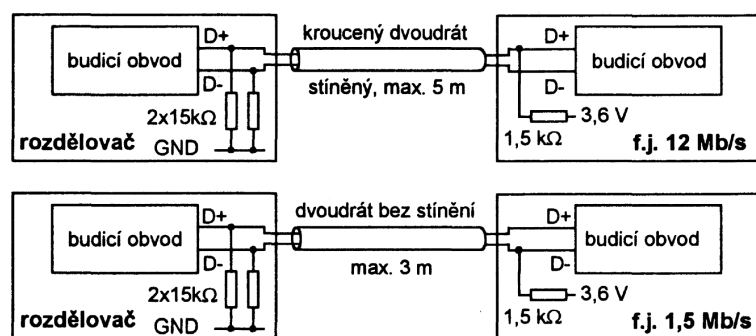 kroucený dvoudrát
D+
D+
budicí obvod
budicí obvod
D-
stíněný, max. 5 m
D-
2x15kΩ
3,6 V
rozdělovač
GND
1,5 kΩ
f.j. 12 Mb/s
dvoudrát bez stínění
D+
D+
budicí obvod
budicí obvod
D-
max. 3 m
D-
2x15kΩ
3,6 V
rozdělovač
GND
1,5 kΩ
f.j. 1,5 Mb/s